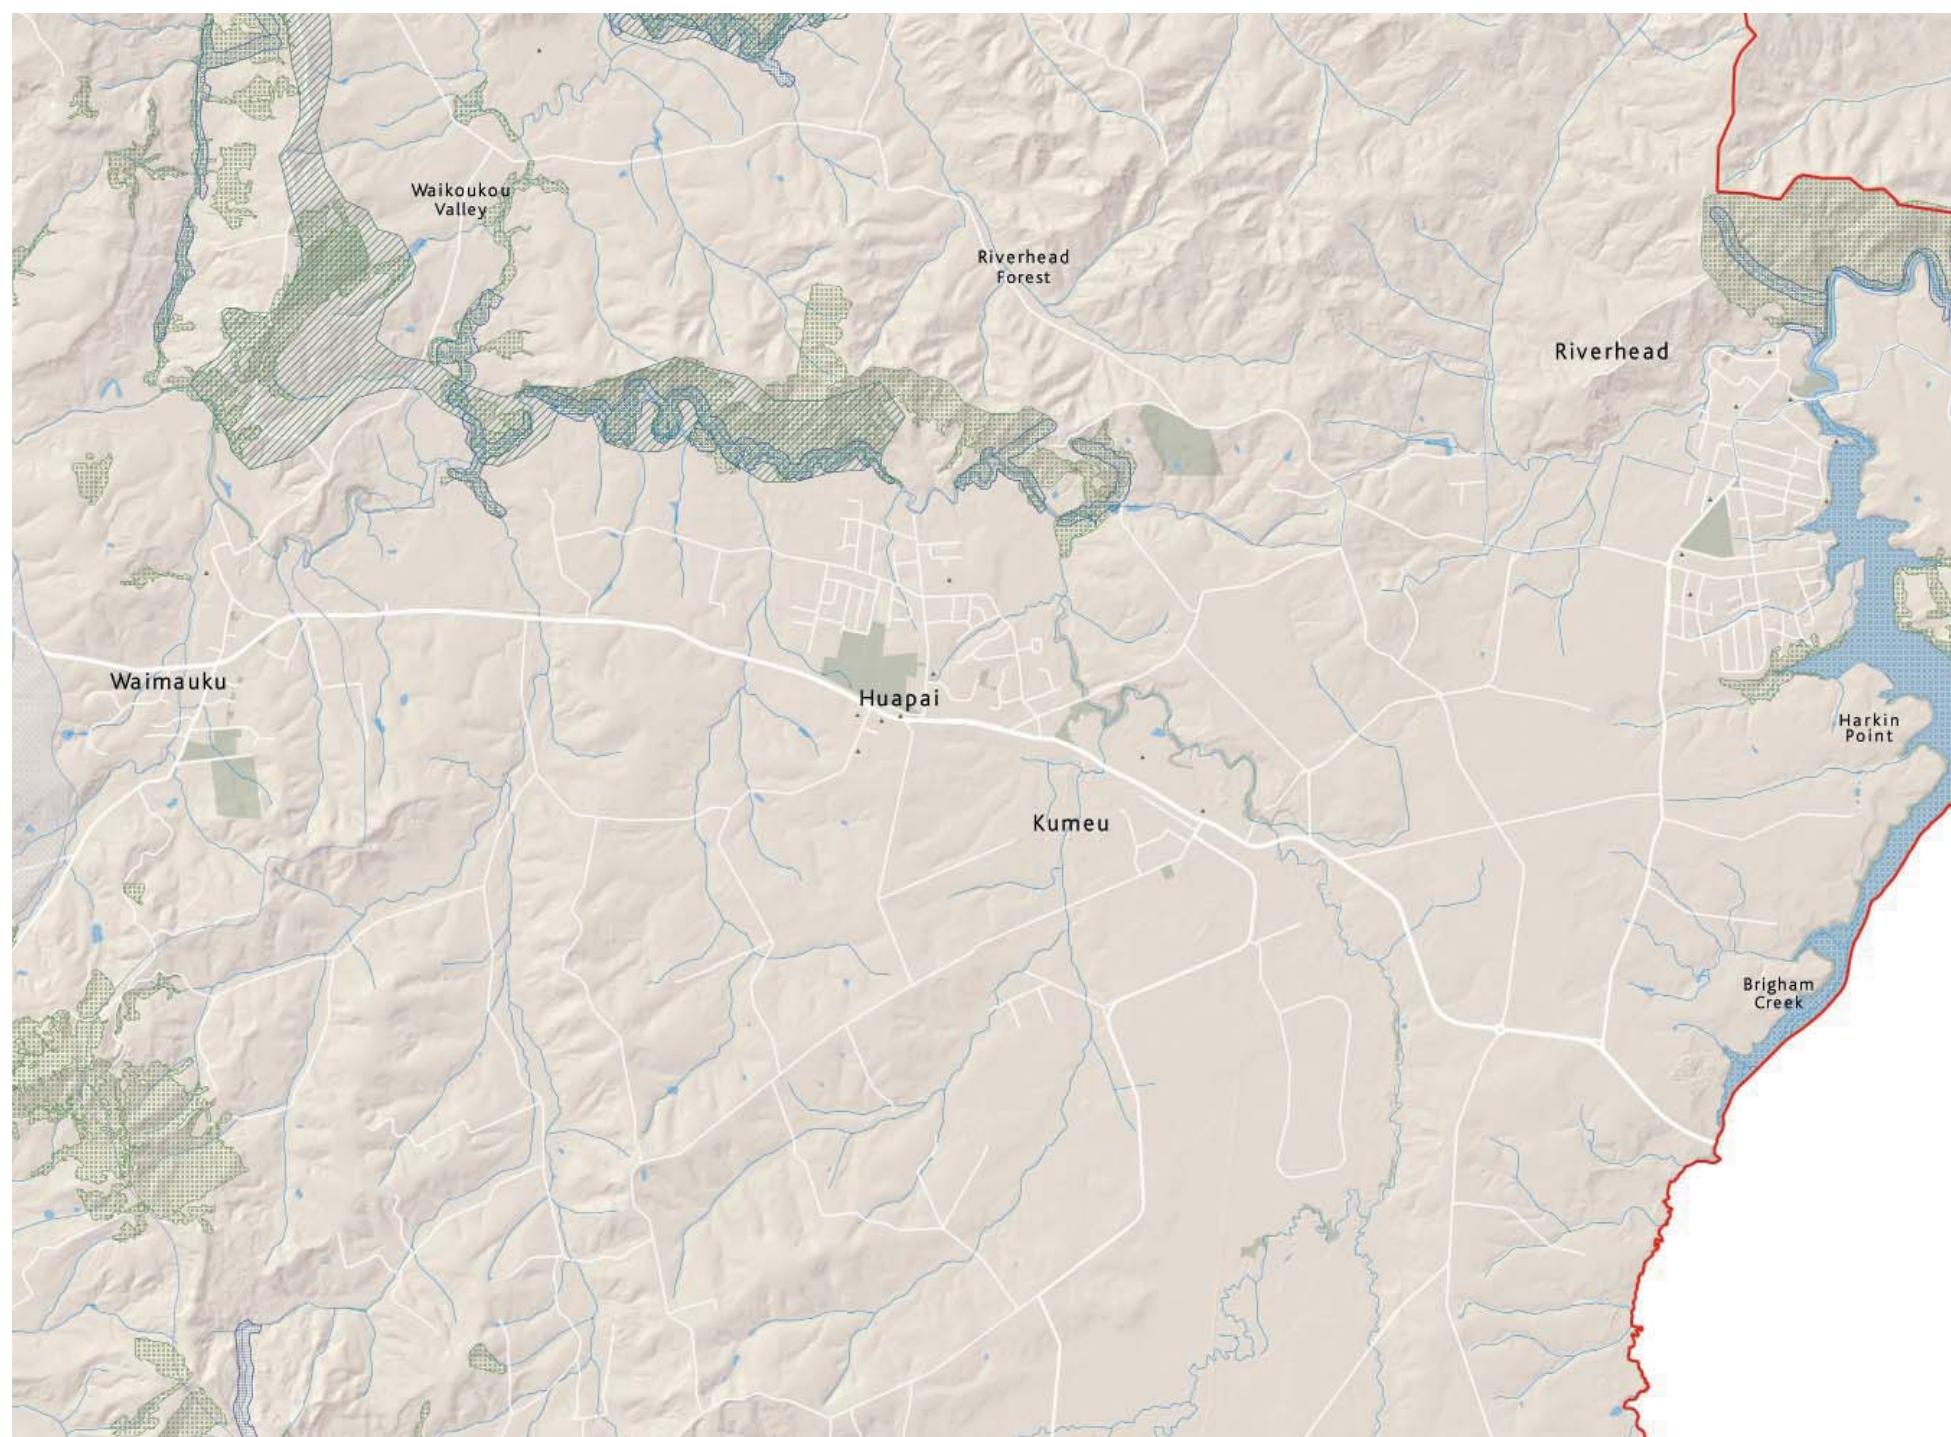 Waikoukou
Valley
Riverhead
Forest
Riverhead
Waimauku
Huapai
Harkin
Point
Kumeu
Brigham
Creek